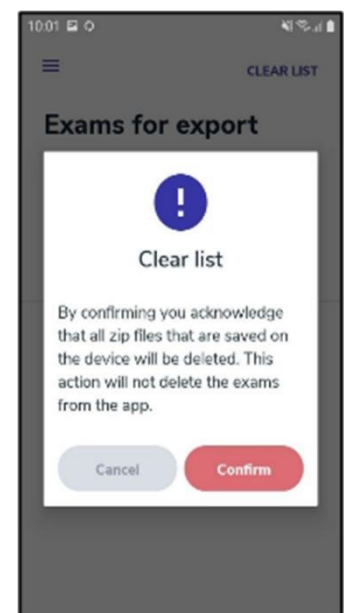 10:01
CLEAR LIST
Exams for export
Clear list
By confirming you acknowledge
that all zip files that are saved on
the device will be deleted. This
action will not delete the exams
from the app.
Cancel Confirm